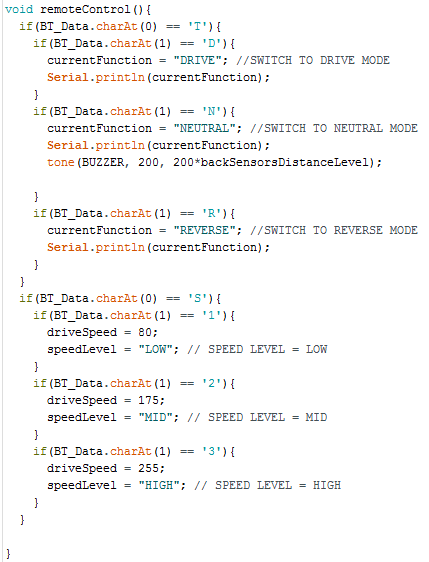 void remoteControl(){
  if(BT_Data.charAt(0) == 'T'){
    if(BT_Data.charAt(1) == 'D'){
      currentFunction = "DRIVE"; //SWITCH TO DRIVE MODE
      Serial.println(currentFunction);
    }
    if(BT_Data.charAt(1) == 'N'){
      currentFunction = "NEUTRAL"; //SWITCH TO NEUTRAL MODE
      Serial.println(currentFunction);
      tone(BUZZER, 200, 200*backSensorsDistanceLevel);
    }
    if(BT_Data.charAt(1) == 'R'){
      currentFunction = "REVERSE"; //SWITCH TO REVERSE MODE
      Serial.println(currentFunction);
    }
  }
  if(BT_Data.charAt(0) == 'S'){
    if(BT_Data.charAt(1) == '1'){
      driveSpeed = 80;
      speedLevel = "LOW"; // SPEED LEVEL = LOW
    }
    if(BT_Data.charAt(1) == '2'){
      driveSpeed = 175;
      speedLevel = "MID"; // SPEED LEVEL = MID
    }
    if(BT_Data.charAt(1) == '3'){
      driveSpeed = 255;
      speedLevel = "HIGH"; // SPEED LEVEL = HIGH
    }
  }
}